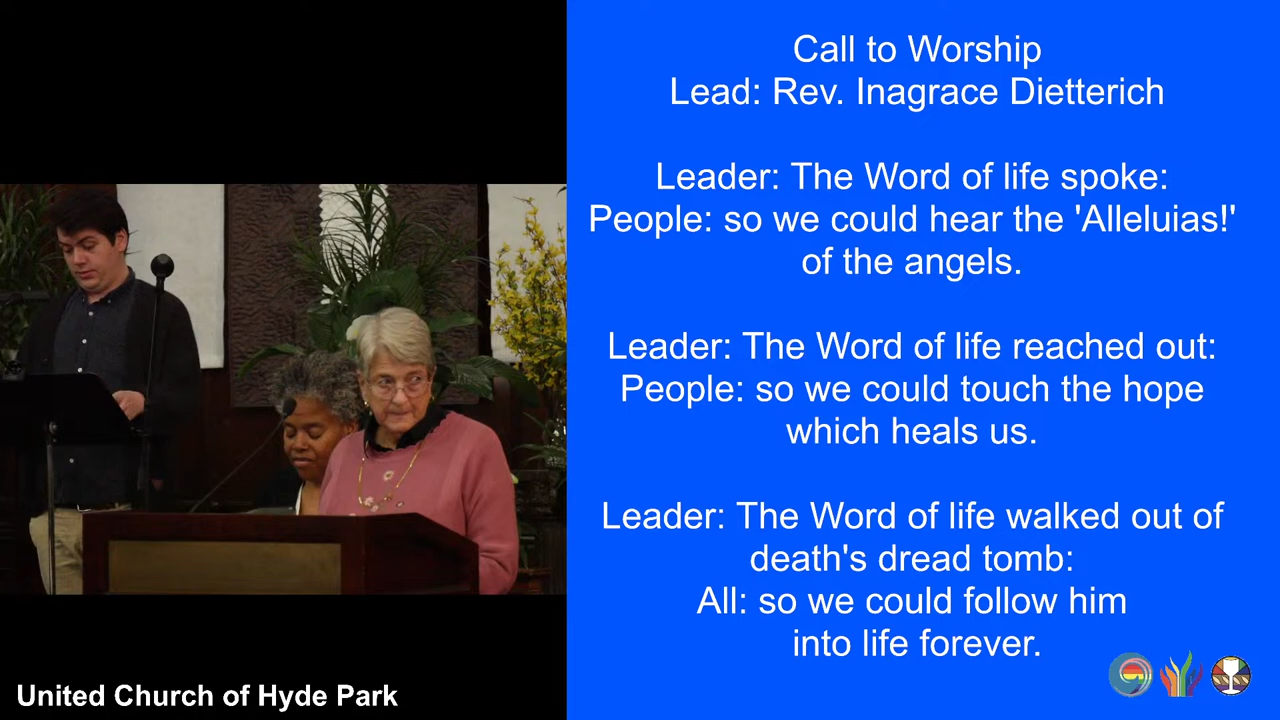 Call to Worship
Lead: Rev. Inagrace Dietterich
Leader: The Word of life spoke:
People: so we could hear the 'Alleluias!'
of the angels.
Leader: The Word of life reached out:
People: so we could touch the hope
which heals us.
Leader: The Word of life walked out of
death's dread tomb:
All: so we could follow him
into life forever.
United Church of Hyde Park